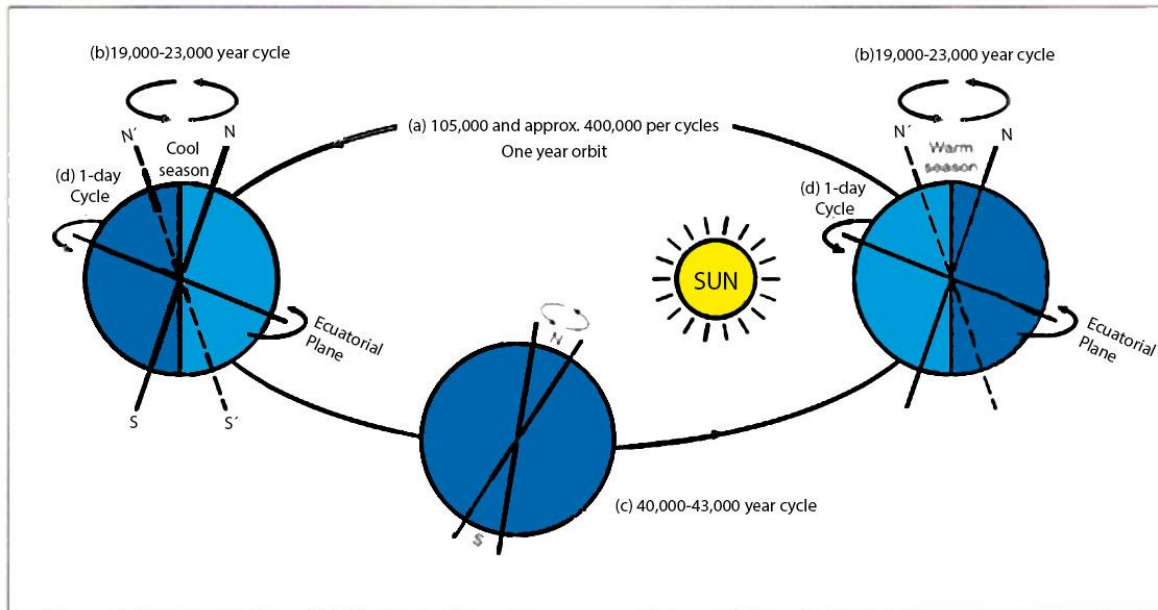 (b)19,000-23,000 year cycle
N´
Cool
season
N
(d) 1-day
Cycle
Equatorial
Plane
S
S´
(a) 105,000 and approx. 400,000 per cycles
One year orbit
SUN
N
S
(c) 40,000-43,000 year cycle
(b)19,000-23,000 year cycle
N´
Warm
season
N
(d) 1-day
Cycle
Equatorial
Plane